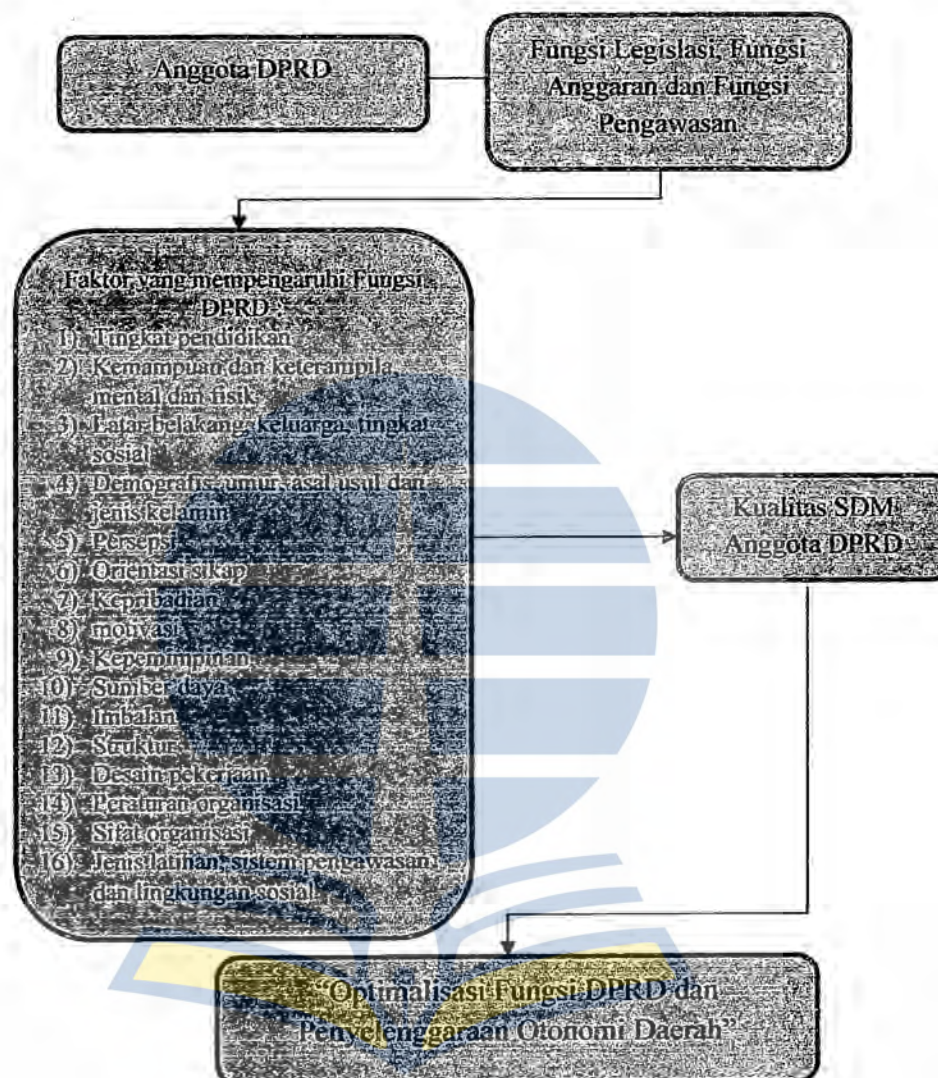 Anggota DPRD
Fungsi Legislasi, Fungsi
Anggaran dan Fungsi
Pengawasan
Faktor yang mempengaruhi Fungsi
DPRD :
1) Tingkat pendidikan
2) Kemampuan dan keterampila
mental dan fisik
3) Latar belakang, keluarga, tingkat
sosial
4) Demografis, umur, asal usul dan
jenis kelamin
5) Persepsi
6) Orientasi sikap
7) Kepribadian
8) motivasi
9) Kepemimpinan
10) Sumber daya
11) Imbalan
12) Struktur
13) Desain pekerjaan
14) Peraturan organisasi
15) Sifat organisasi
16) Jenis latihan, sistem pengawasan
dan lingkungan sosial
Kualitas SDM
Anggota DPRD
“Optimalisasi Fungsi DPRD dan
Penyelenggaraan Otonomi Daerah”